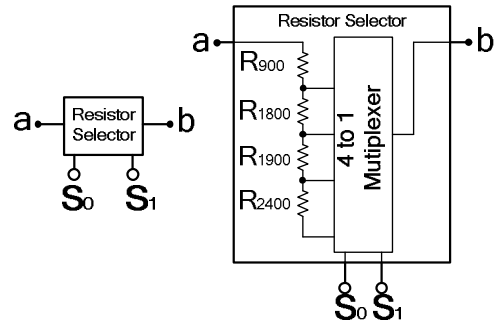 a
Resistor
Selector
b
S0
S1
Resistor Selector
a
b
R900
R1800
R1900
R2400
4 to 1
Mutiplexer
S0
S1